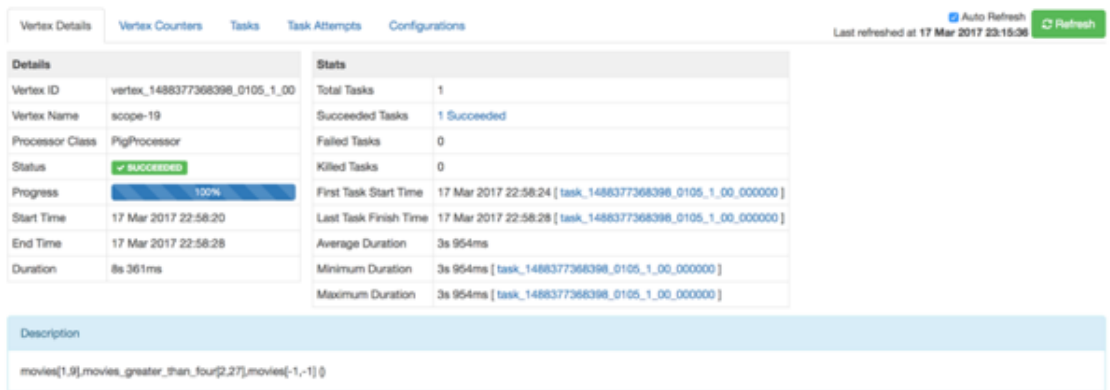 Vertex Details Vertex Counters Tasks Task Attempts Configurations
Auto Refresh
Last refreshed at 17 Mar 2017 23:15:36
Refresh
Details
Vertex ID vertex_1488377368398_0105_1_00
Vertex Name scope-19
Processor Class PigProcessor
Status SUCCEEDED
Progress 100%
Start Time 17 Mar 2017 22:58:20
End Time 17 Mar 2017 22:58:28
Duration 8s 361ms
Stats
Total Tasks 1
Succeeded Tasks 1 Succeeded
Failed Tasks 0
Killed Tasks 0
First Task Start Time 17 Mar 2017 22:58:24 [ task_1488377368398_0105_1_00_000000 ]
Last Task Finish Time 17 Mar 2017 22:58:28 [ task_1488377368398_0105_1_00_000000 ]
Average Duration 3s 954ms
Minimum Duration 3s 954ms [ task_1488377368398_0105_1_00_000000 ]
Maximum Duration 3s 954ms [ task_1488377368398_0105_1_00_000000 ]
Description
movies[1,9],movies_greater_than_four[2,27],movies[-1,-1] ()